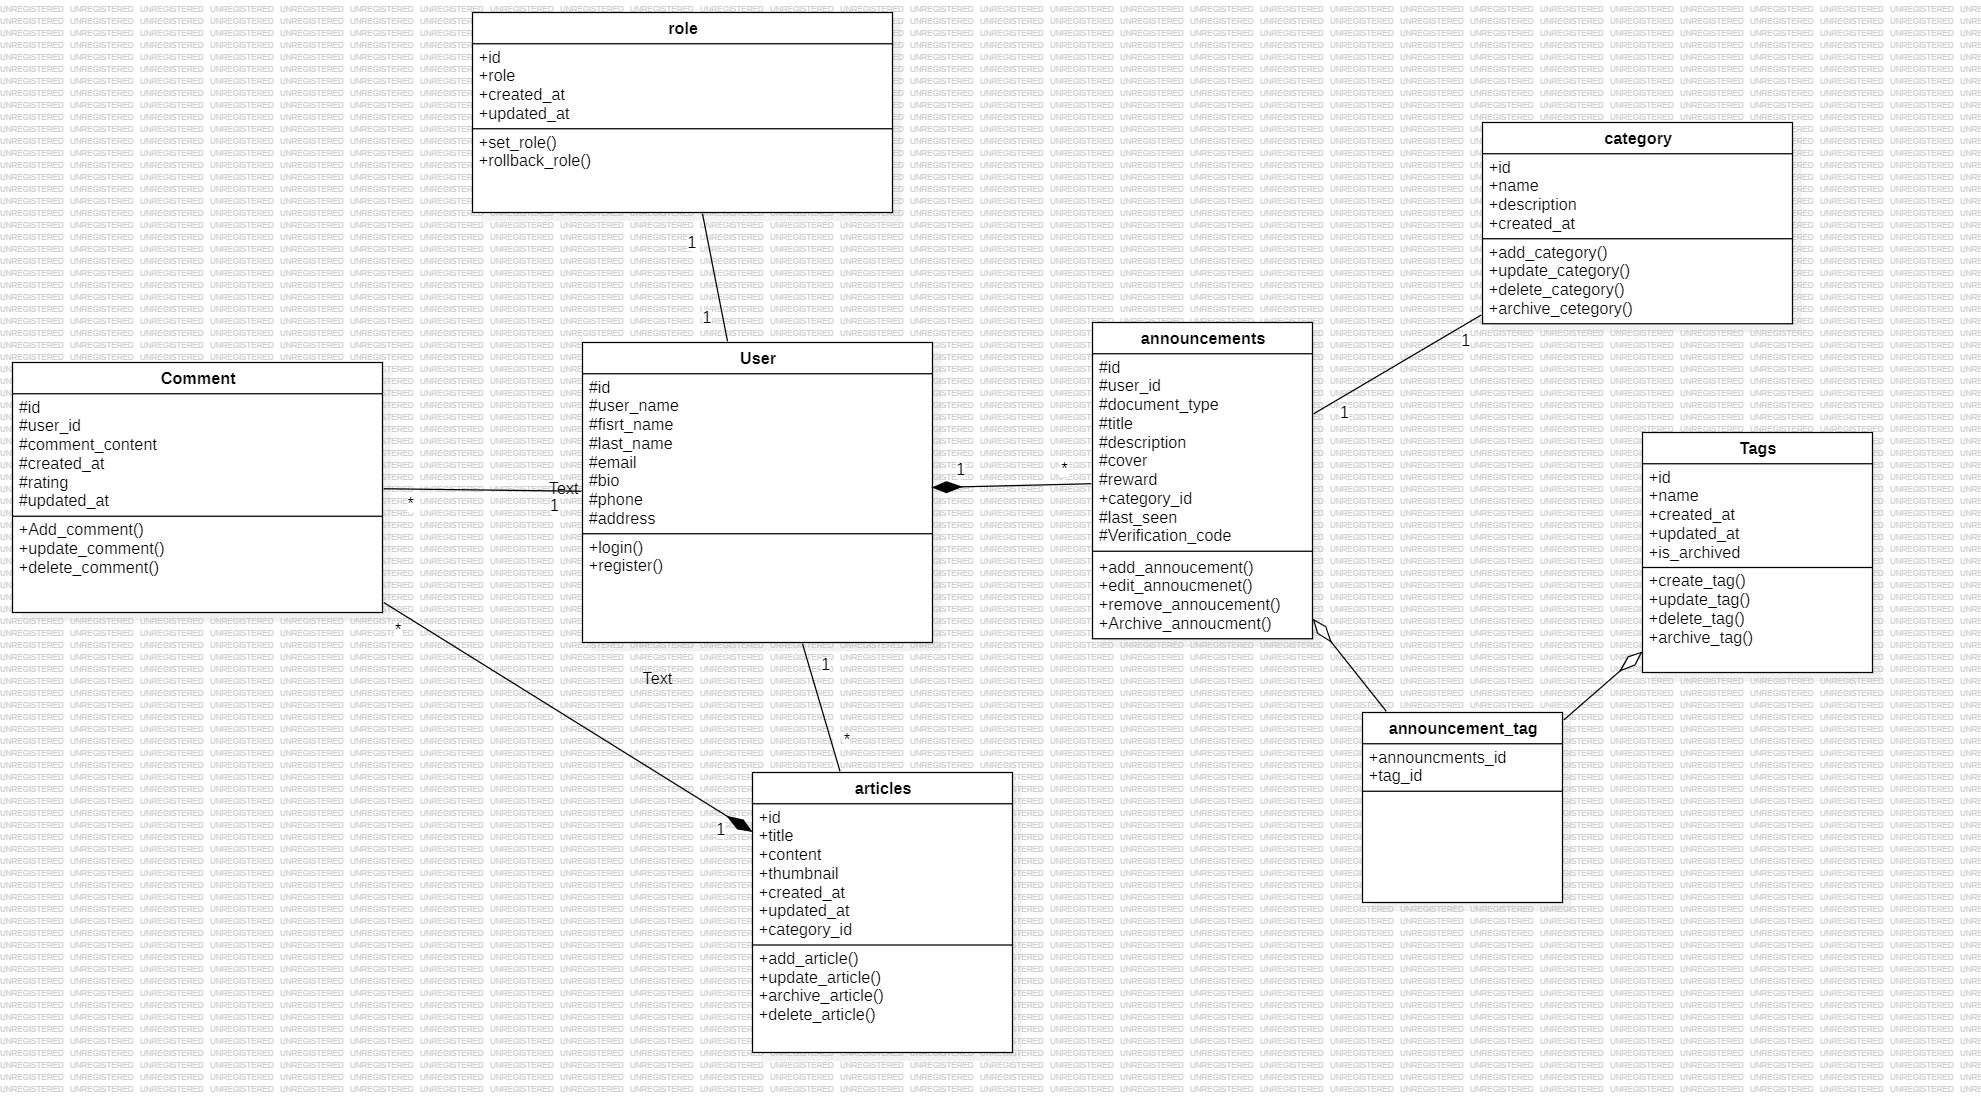 role
+id
+role
+created_at
+updated_at
+set_role()
+rollback_role()
1
1
category
+id
+name
+description
+created_at
+add_category()
+update_category()
+delete_category()
+archive_cetegory()
1
1
Comment
#id
#user_id
#comment_content
#created_at
#rating
#updated_at
+Add_comment()
+update_comment()
+delete_comment()
*
Text
1
User
#id
#user_name
#fisrt_name
#last_name
#email
#bio
#phone
#address
+login()
+register()
1
*
announcements
#id
#user_id
#document_type
#title
#description
#cover
#reward
+category_id
#last_seen
#Verification_code
+add_annoucement()
+edit_annoucmenet()
+remove_annoucement()
+Archive_annoucment()
Tags
+id
+name
+created_at
+updated_at
+is_archived
+create_tag()
+update_tag()
+delete_tag()
+archive_tag()
*
Text
1
*
1
articles
+id
+title
+content
+thumbnail
+created_at
+updated_at
+category_id
+add_article()
+update_article()
+archive_article()
+delete_article()
announcement_tag
+announcments_id
+tag_id
UNREGISTERED